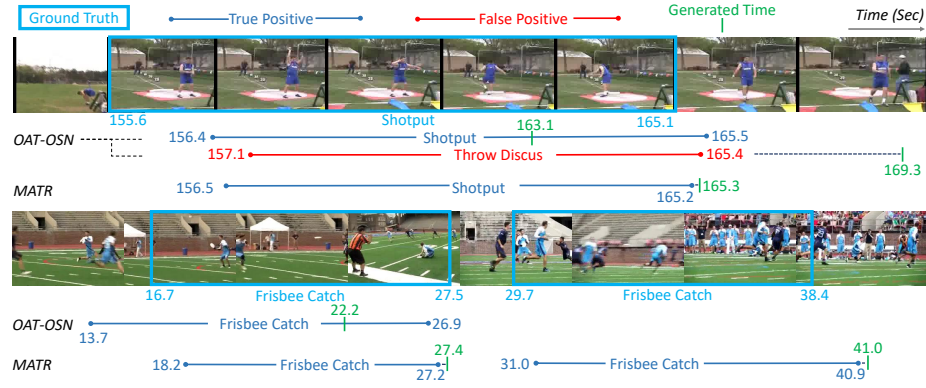 Ground Truth True Positive False Positive Generated Time Time (Sec)
155.6 Shotput 163.1 165.1
OAT-OSN 156.4 Shotput 165.5
157.1 Throw Discus 165.4 169.3
MATR 156.5 Shotput 165.2 165.3
16.7 Frisbee Catch 27.5 29.7 Frisbee Catch 38.4
22.2
OAT-OSN 13.7 Frisbee Catch 26.9
27.4 41.0
MATR 18.2 Frisbee Catch 27.2 31.0 Frisbee Catch 40.9